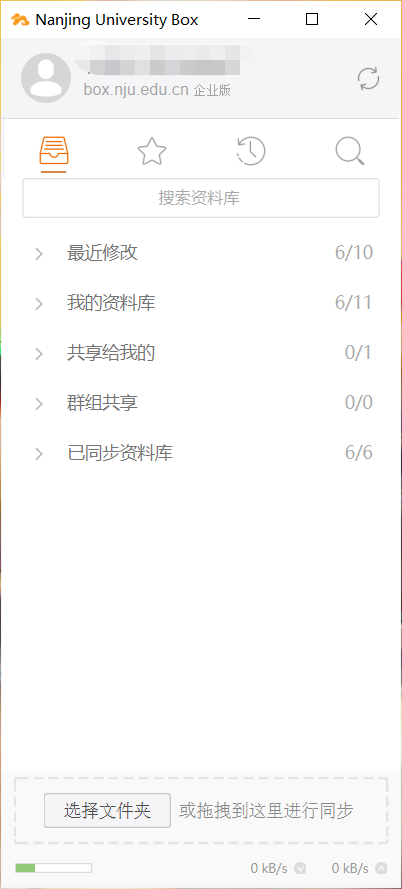 Nanjing University Box
box.nju.edu.cn 企业版
搜索资料库
最近修改 6/10
我的资料库 6/11
共享给我的 0/1
群组共享 0/0
已同步资料库 6/6
选择文件夹 或拖拽到这里进行同步
0 kB/s 0 kB/s